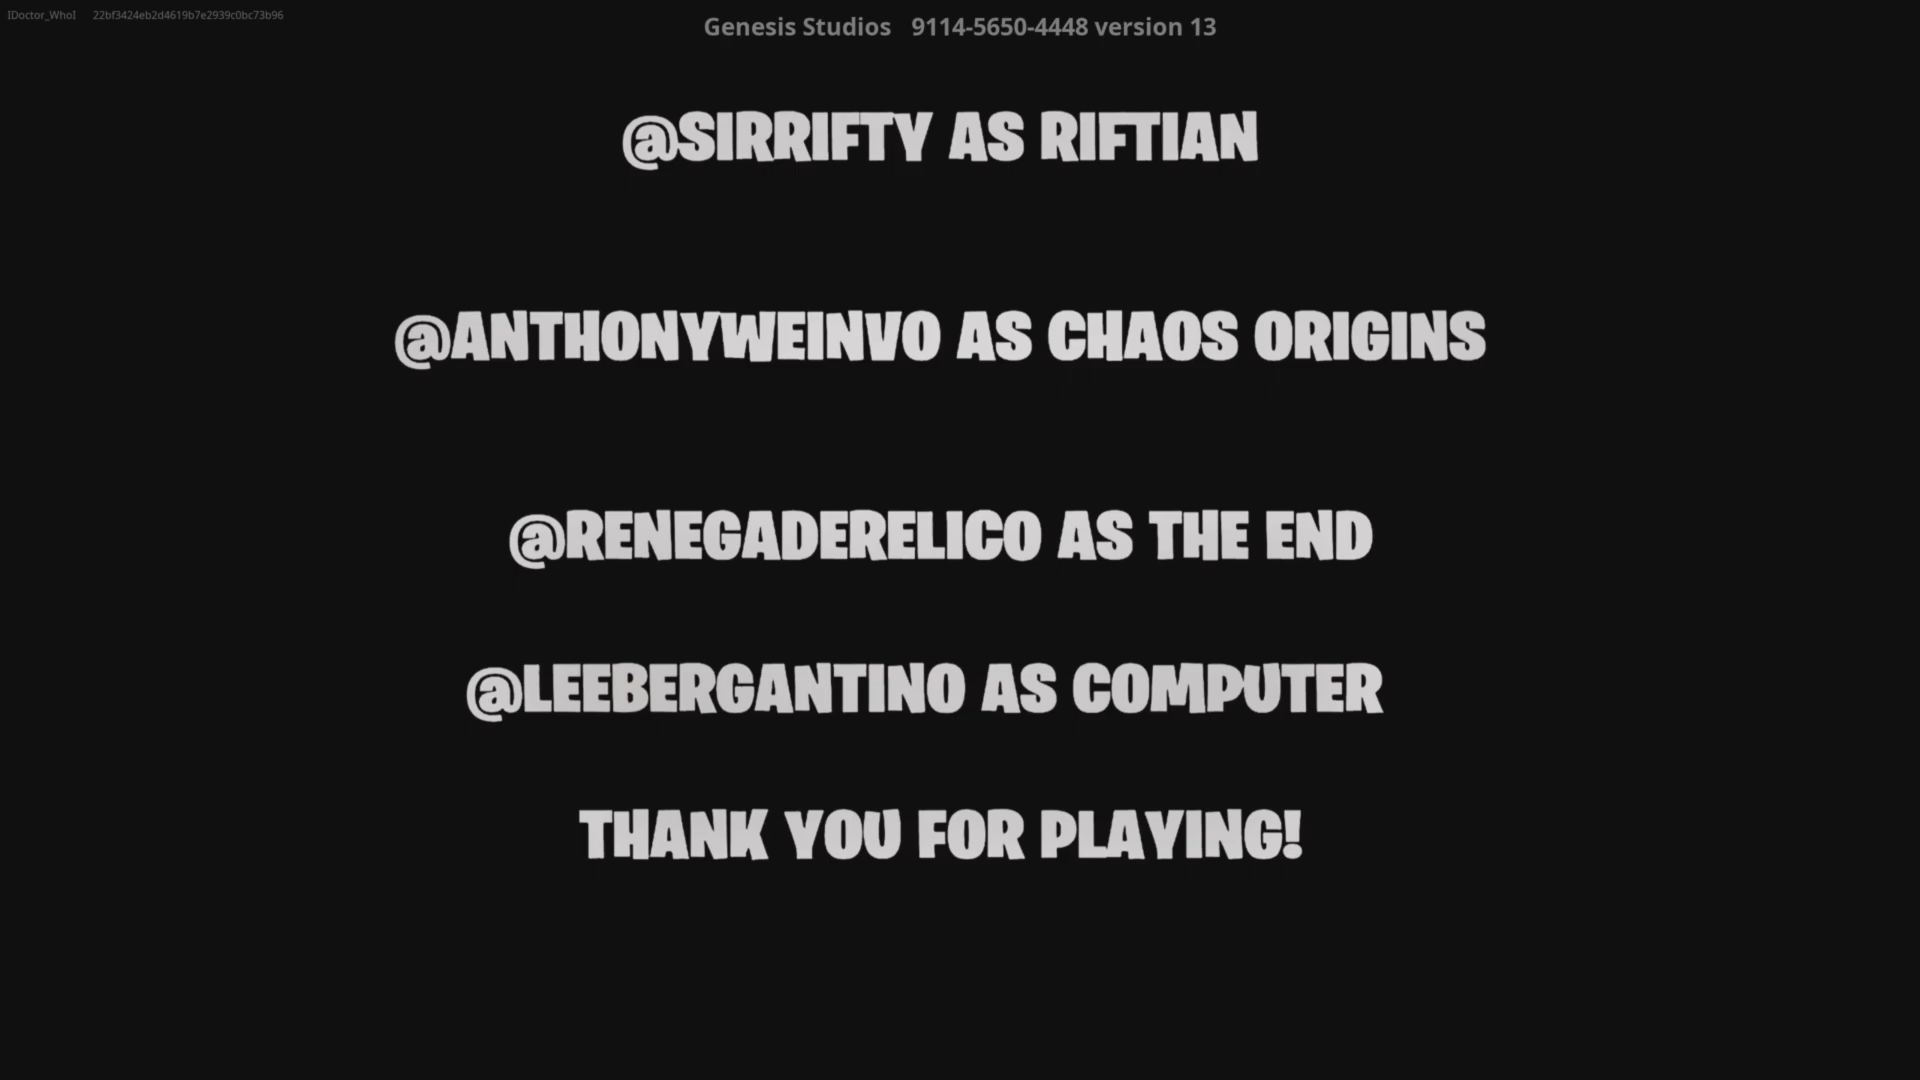 IDoctor_WhoI 22bf3424eb2d4619b7e2939c0bc73b96
Genesis Studios 9114-5650-4448 version 13
@SIRRIFTY AS RIFTIAN
@ANTHONYWEINVO AS CHAOS ORIGINS
@RENEGADERELICO AS THE END
@LEEBERGANTINO AS COMPUTER
THANK YOU FOR PLAYING!